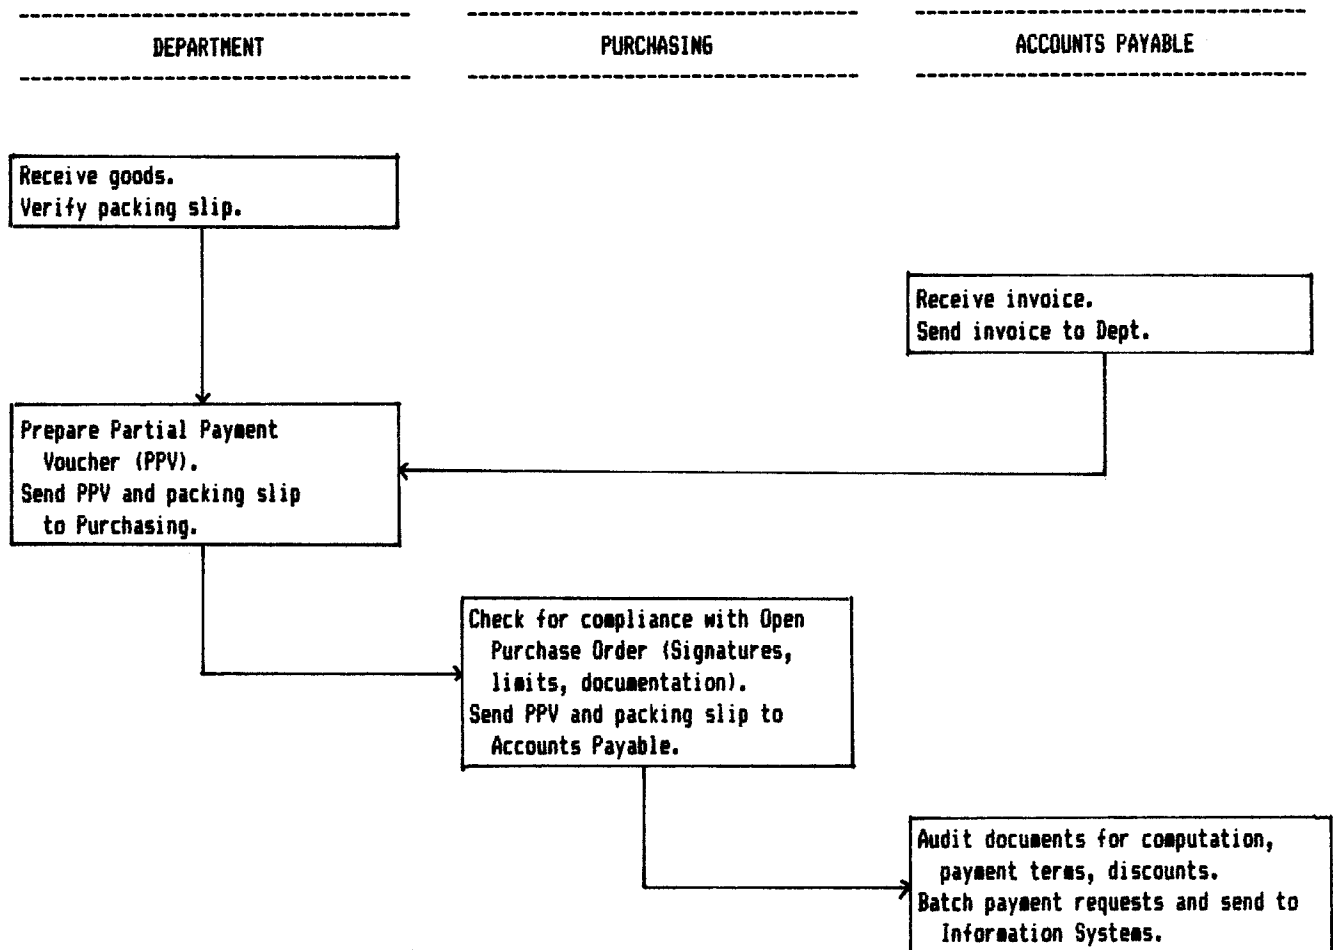 DEPARTMENT
PURCHASING
ACCOUNTS PAYABLE
Receive goods.
Verify packing slip.
Receive invoice.
Send invoice to Dept.
Prepare Partial Payment
Voucher (PPV).
Send PPV and packing slip
to Purchasing.
Check for compliance with Open
Purchase Order (Signatures,
limits, documentation).
Send PPV and packing slip to
Accounts Payable.
Audit documents for computation,
payment terms, discounts.
Batch payment requests and send to
Information Systems.